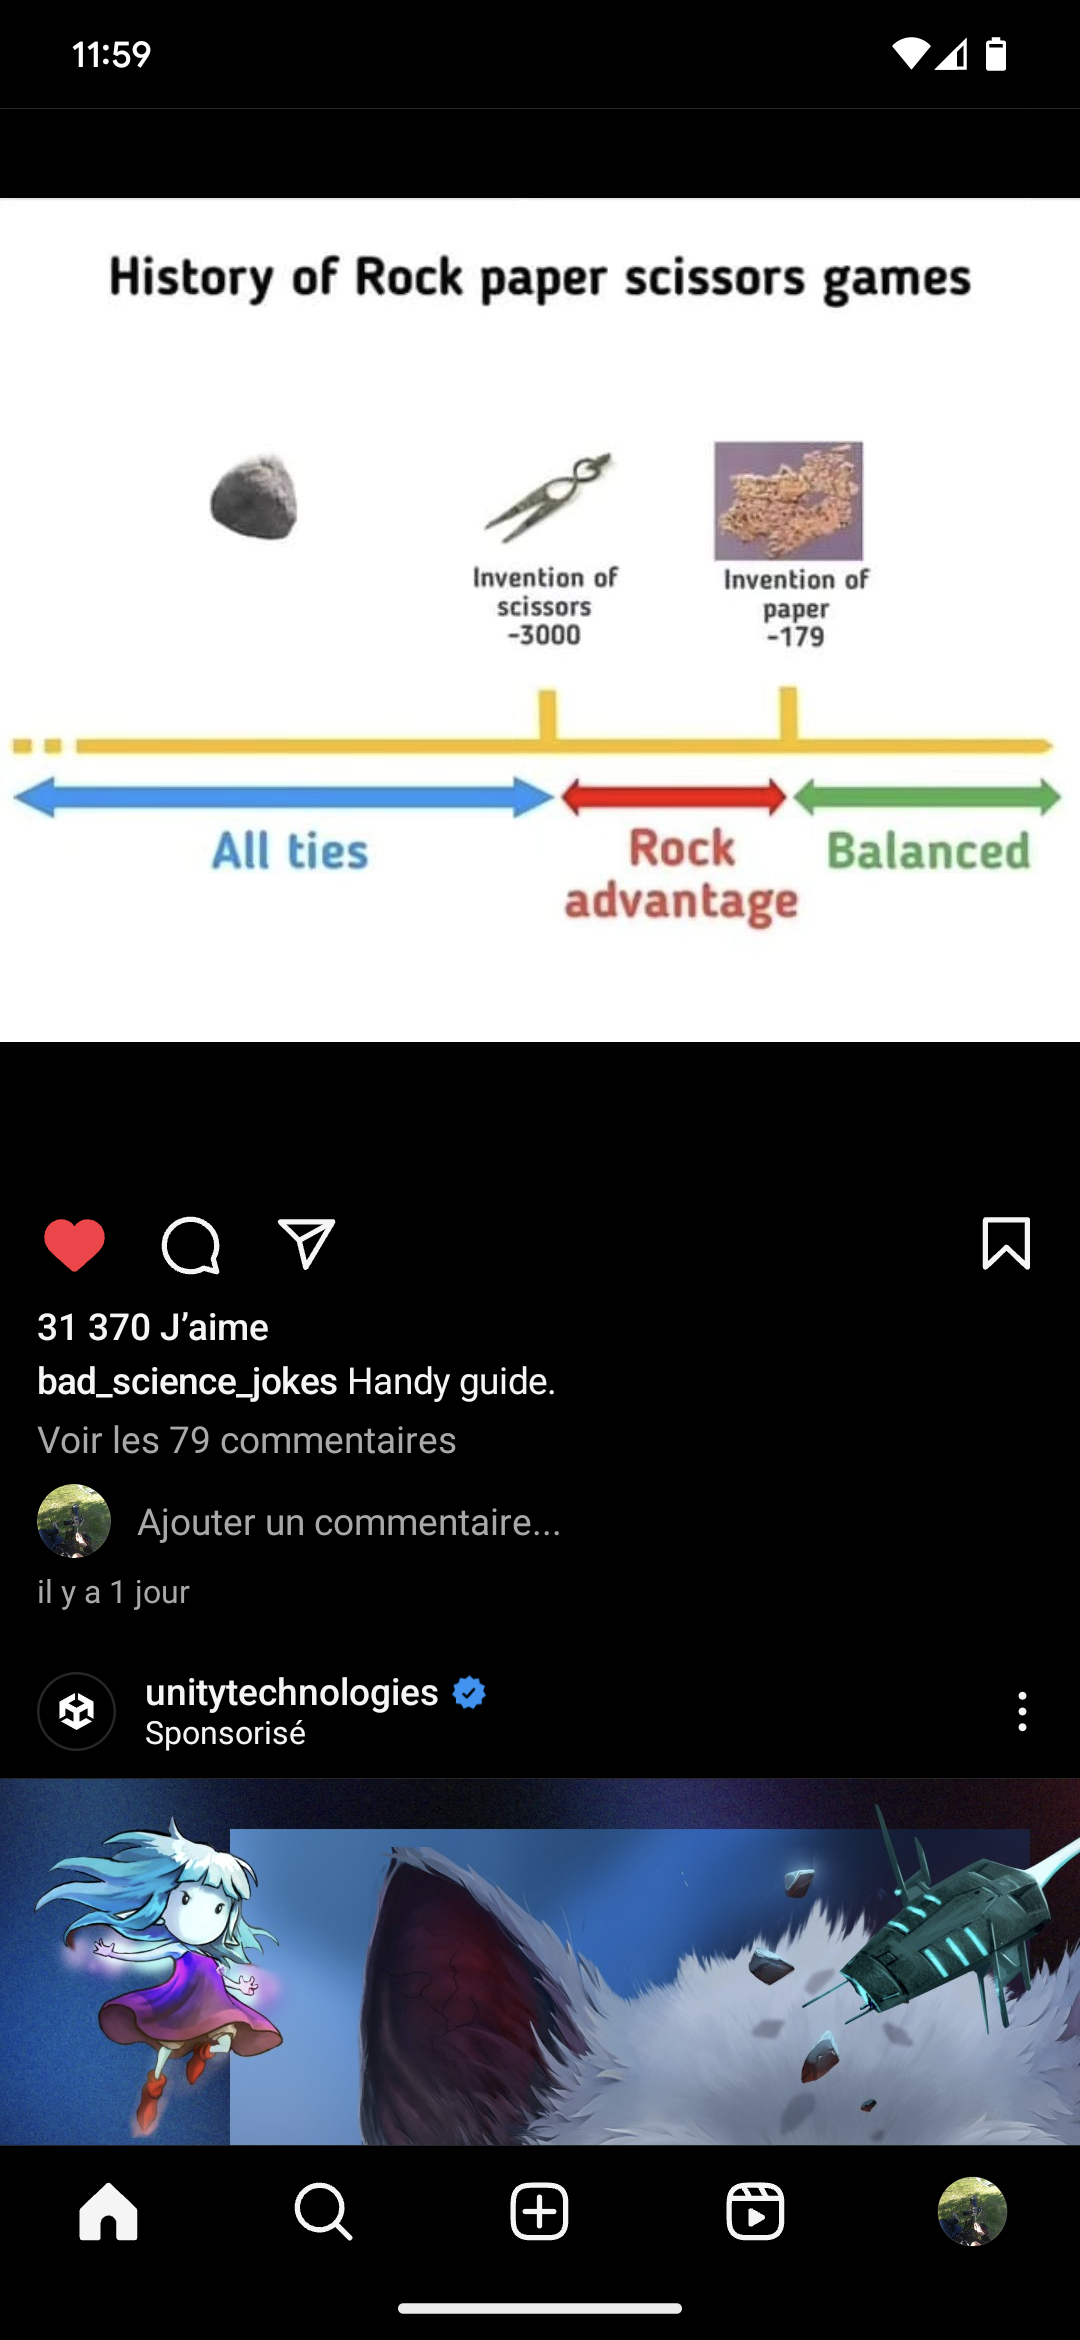 11:59
History of Rock paper scissors games
Invention of
scissors
-3000
Invention of
paper
-179
All ties
Rock
advantage
Balanced
31 370 J’aime
bad_science_jokes Handy guide.
Voir les 79 commentaires
Ajouter un commentaire...
il y a 1 jour
unitytechnologies
Sponsorisé